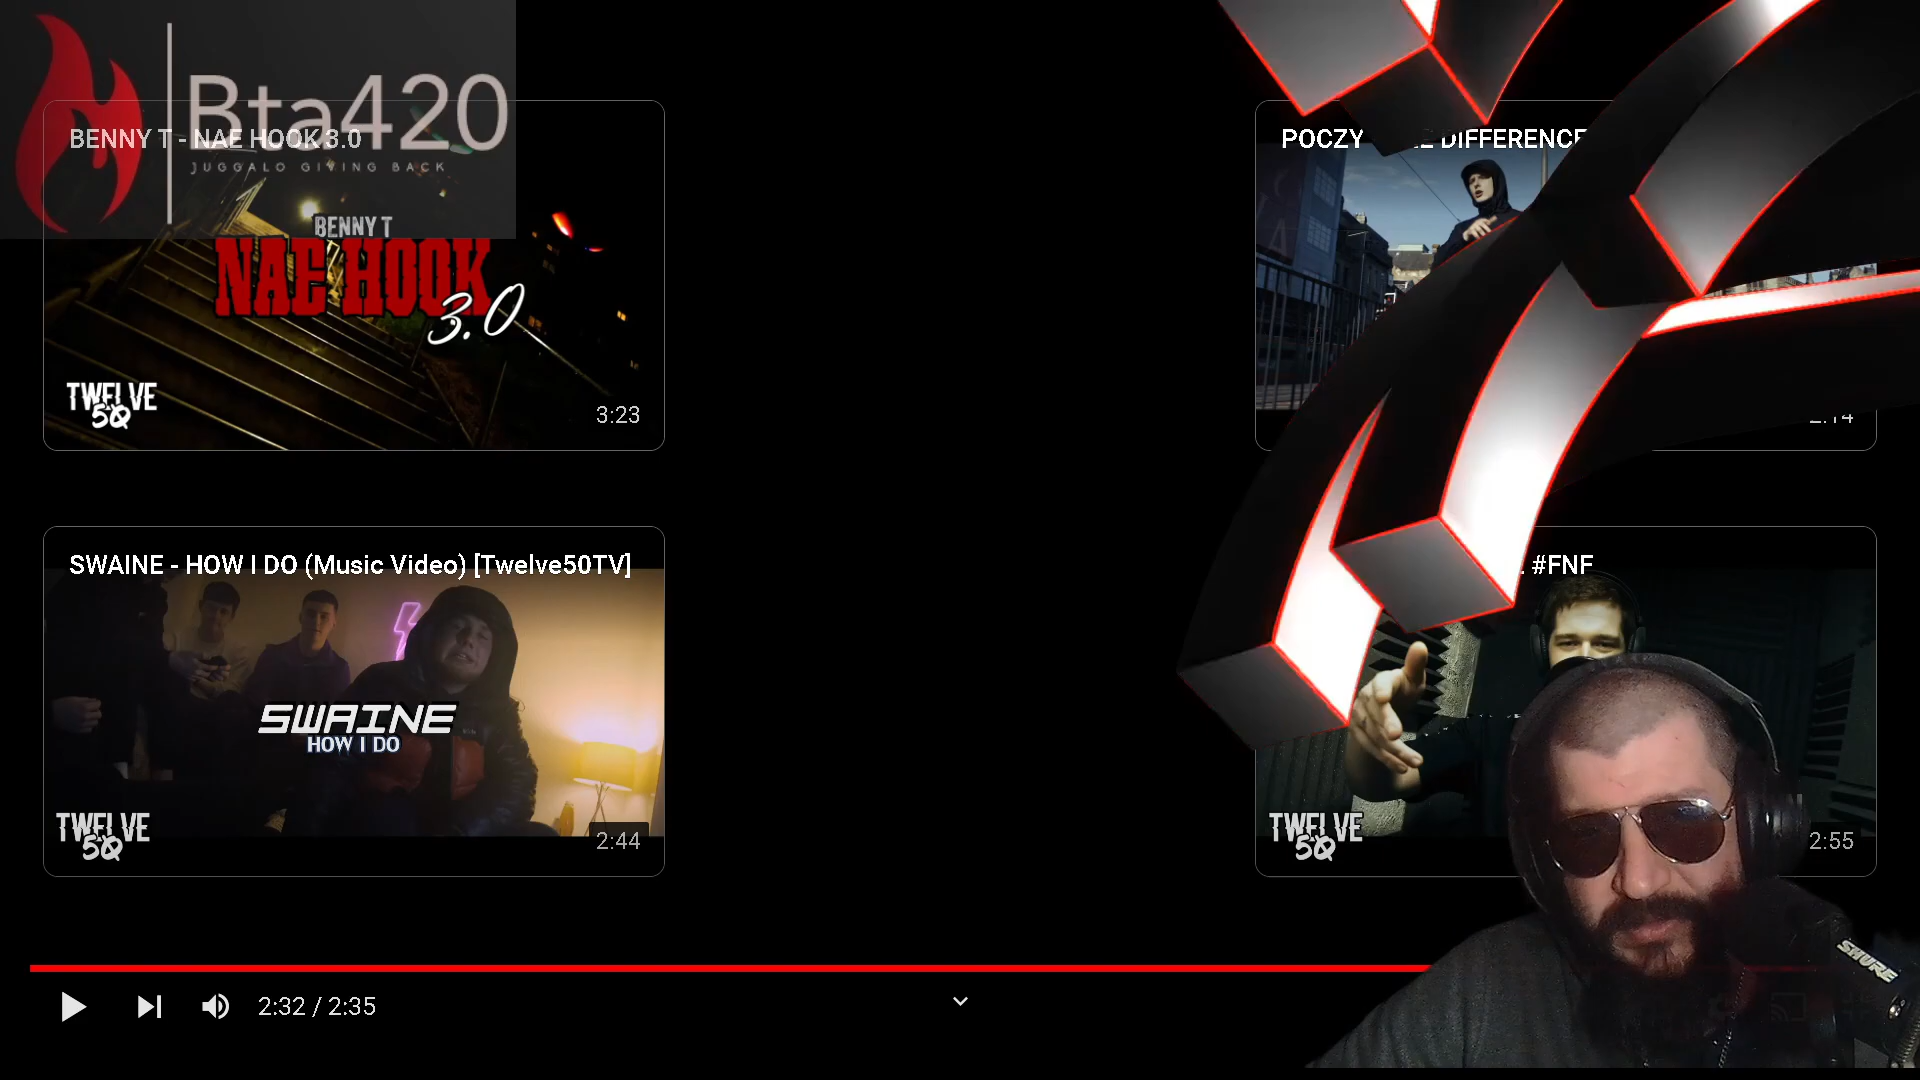 Bta420
JUGGALO GIVING BACK
BENNY T - NAE HOOK 3.0
BENNY T
NAE HOOK
3.0
TWELVE
50
3:23
POCZY
DIFFERENCE
2:14
SWAINE - HOW I DO (Music Video) [Twelve50TV]
SWAINE
HOW I DO
TWELVE
50
2:44
#FNF
TWELVE
50
2:55
SHURE
2:32 / 2:35